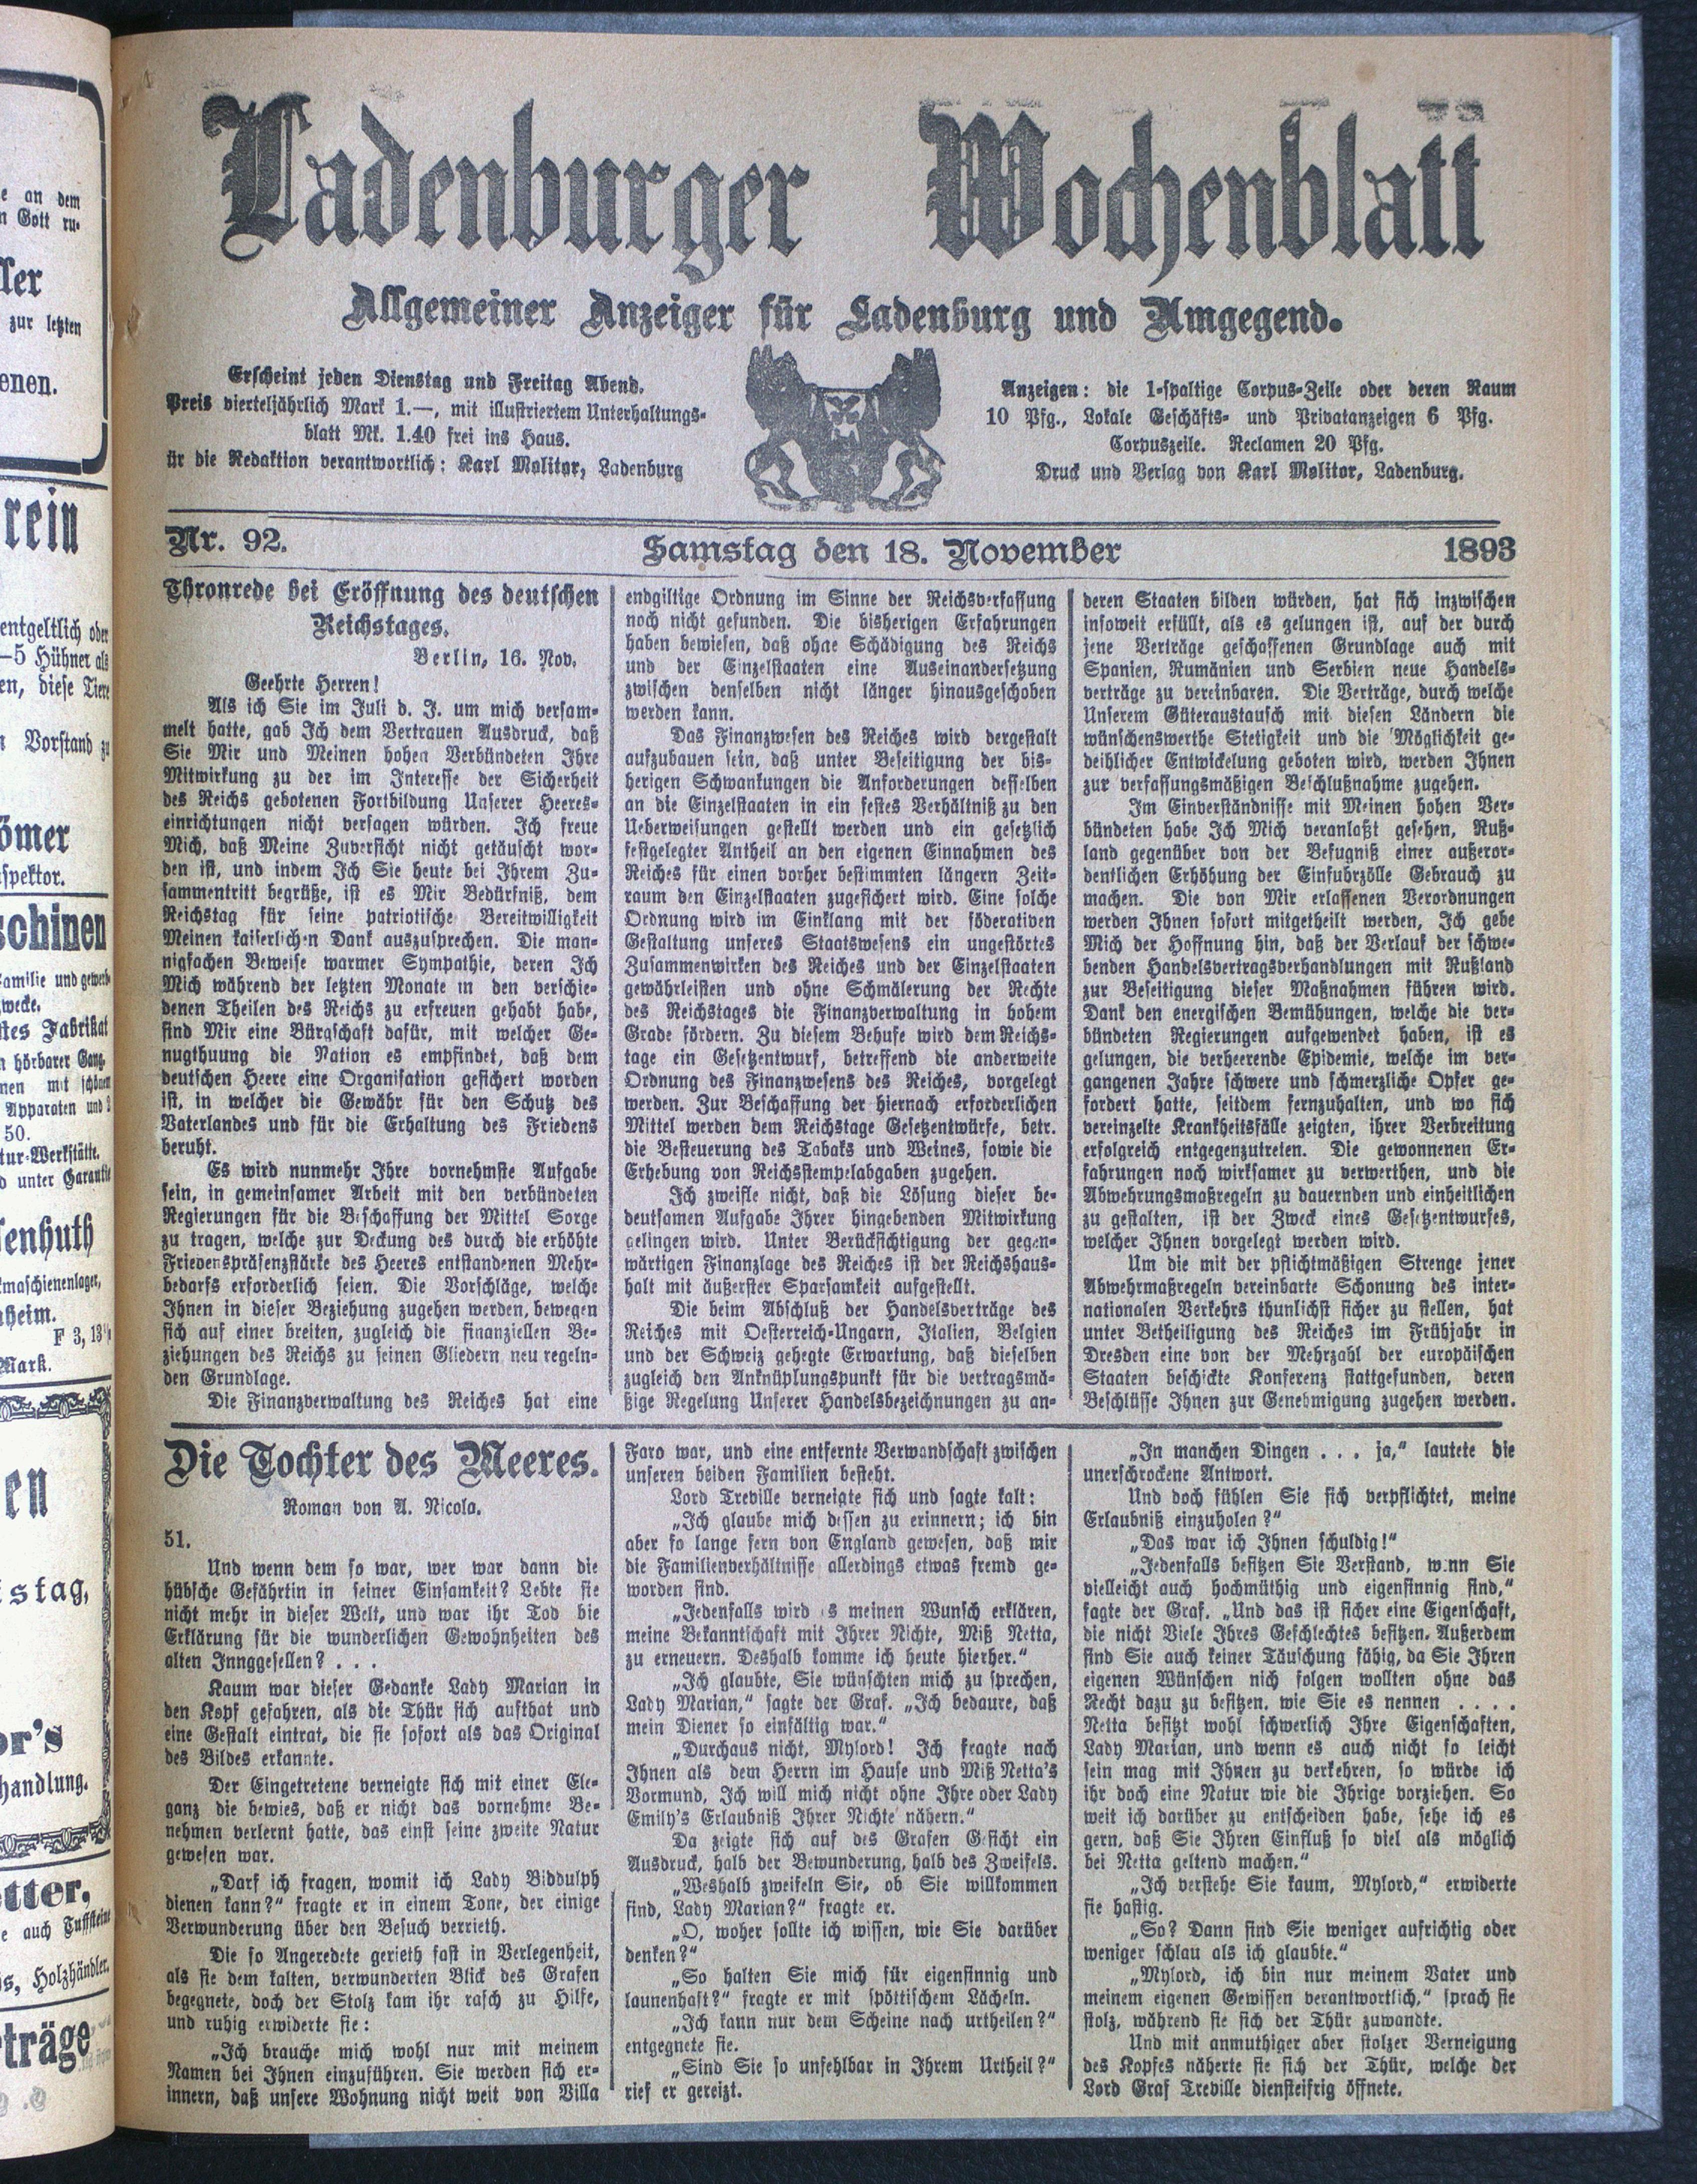 Ladenburger Wochenblatt
Allgemeiner Anzeiger für Ladenburg und Umgegend.
Erscheint jeden Dienstag und Freitag Abend.
Preis vierteljährlich Mark 1.—, mit illustriertem Unterhaltungs-
blatt Mk. 1.40 frei ins Haus.
ür die Redaktion verantwortlich: Karl Molitor, Ladenburg
Anzeigen: die 1-spaltige Corpus-Zeile oder deren Raum
10 Pfg., Lokale Geschäfts- und Privatanzeigen 6 Pfg.
Corpuszeile. Reclamen 20 Pfg.
Druck und Verlag von Karl Molitor, Ladenburg.
Nr. 92. Samstag den 18. November 1893
Thronrede bei Eröffnung des deutschen
Reichstages.
Berlin, 16. Nov.
Geehrte Herren!
Als ich Sie im Juli d. J. um mich versam-
melt hatte, gab Ich dem Vertrauen Ausdruck, daß
Sie Mir und Meinen hohen Verbündeten Ihre
Mitwirkung zu der im Interesse der Sicherheit
des Reichs gebotenen Fortbildung Unserer Heeres-
einrichtungen nicht versagen würden. Ich freue
Mich, daß Meine Zuversicht nicht getäuscht wor-
den ist, und indem Ich Sie heute bei Ihrem Zu-
sammentritt begrüße, ist es Mir Bedürfniß, dem
Reichstag für seine patriotische Bereitwilligkeit
Meinen kaiserlichen Dank auszusprechen. Die man-
nigfachen Beweise warmer Sympathie, deren Ich
Mich während der letzten Monate in den verschie-
denen Theilen des Reichs zu erfreuen gehabt habe,
sind Mir eine Bürgschaft dafür, mit welcher Ge-
nugthuung die Nation es empfindet, daß dem
deutschen Heere eine Organisation gesichert worden
ist, in welcher die Gewähr für den Schutz des
Vaterlandes und für die Erhaltung des Friedens
beruht.
Es wird nunmehr Ihre vornehmste Aufgabe
sein, in gemeinsamer Arbeit mit den verbündeten
Regierungen für die Beschaffung der Mittel Sorge
zu tragen, welche zur Deckung des durch die erhöhte
Friedenspräsenzstärke des Heeres entstandenen Mehr-
bedarfs erforderlich seien. Die Vorschläge, welche
Ihnen in dieser Beziehung zugehen werden, bewegen
sich auf einer breiten, zugleich die finanziellen Be-
ziehungen des Reichs zu seinen Gliedern neu regeln-
den Grundlage.
Die Finanzverwaltung des Reiches hat eine
endgiltige Ordnung im Sinne der Reichsverfassung
noch nicht gefunden. Die bisherigen Erfahrungen
haben bewiesen, daß ohne Schädigung des Reichs
und der Einzelstaaten eine Auseinandersetzung
zwischen denselben nicht länger hinausgeschoben
werden kann.
Das Finanzwesen des Reiches wird dergestalt
aufzubauen sein, daß unter Beseitigung der bis-
herigen Schwankungen die Anforderungen desselben
an die Einzelstaaten in ein festes Verhältniß zu den
Ueberweisungen gestellt werden und ein gesetzlich
festgelegter Antheil an den eigenen Einnahmen des
Reiches für einen vorher bestimmten längern Zeit-
raum den Einzelstaaten zugesichert wird. Eine solche
Ordnung wird im Einklang mit der föderativen
Gestaltung unseres Staatswesens ein ungestörtes
Zusammenwirken des Reiches und der Einzelstaaten
gewährleisten und ohne Schmälerung der Rechte
des Reichstages die Finanzverwaltung in hohem
Grade fördern. Zu diesem Behufe wird dem Reichs-
tage ein Gesetzentwurf, betreffend die anderweite
Ordnung des Finanzwesens des Reiches, vorgelegt
werden. Zur Beschaffung der hiernach erforderlichen
Mittel werden dem Reichstage Gesetzentwürfe, betr.
die Besteuerung des Tabaks und Weines, sowie die
Erhebung von Reichsstempelabgaben zugehen.
Ich zweifle nicht, daß die Lösung dieser be-
deutsamen Aufgabe Ihrer hingebenden Mitwirkung
gelingen wird. Unter Berücksichtigung der gegen-
wärtigen Finanzlage des Reiches ist der Reichshaus-
halt mit äußerster Sparsamkeit aufgestellt.
Die beim Abschluß der Handelsverträge des
Reiches mit Oesterreich-Ungarn, Italien, Belgien
und der Schweiz gehegte Erwartung, daß dieselben
zugleich den Anknüplungspunkt für die vertragsmä-
ßige Regelung Unserer Handelsbezeichnungen zu an-
deren Staaten bilden würden, hat sich inzwischen
insoweit erfüllt, als es gelungen ist, auf der durch
jene Verträge geschaffenen Grundlage auch mit
Spanien, Rumänien und Serbien neue Handels-
verträge zu vereinbaren. Die Verträge, durch welche
Unserem Güteraustausch mit diesen Ländern die
wünschenswerthe Stetigkeit und die Möglichkeit ge-
deihlicher Entwickelung geboten wird, werden Ihnen
zur verfassungsmäßigen Beschlußnahme zugehen.
Im Einverständnisse mit Meinen hohen Ver-
bündeten habe Ich Mich veranlaßt gesehen, Ruß-
land gegenüber von der Befugniß einer außeror-
dentlichen Erhöhung der Einfuhrzölle Gebrauch zu
machen. Die von Mir erlassenen Verordnungen
werden Ihnen sofort mitgetheilt werden, Ich gebe
Mich der Hoffnung hin, daß der Verlauf der schwe-
benden Handelsvertragsverhandlungen mit Rußland
zur Beseitigung dieser Maßnahmen führen wird.
Dank den energischen Bemühungen, welche die ver-
bündeten Regierungen aufgewendet haben, ist es
gelungen, die verheerende Epidemie, welche im ver-
gangenen Jahre schwere und schmerzliche Opfer ge-
fordert hatte, seitdem fernzuhalten, und wo sich
vereinzelte Krankheitsfälle zeigten, ihrer Verbreitung
erfolgreich entgegenzutreten. Die gewonnenen Er-
fahrungen noch wirksamer zu verwerthen, und die
Abwehrungsmaßregeln zu dauernden und einheitlichen
zu gestalten, ist der Zweck eines Gesetzentwurfes,
welcher Ihnen vorgelegt werden wird.
Um die mit der pflichtmäßigen Strenge jener
Abwehrmaßregeln vereinbarte Schonung des inter-
nationalen Verkehrs thunlichst sicher zu stellen, hat
unter Betheiligung des Reiches im Frühjahr in
Dresden eine von der Mehrzahl der europäischen
Staaten beschickte Konferenz stattgefunden, deren
Beschlüsse Ihnen zur Genehmigung zugehen werden.
Die Tochter des Meeres.
Roman von A. Nicola.
51.
Und wenn dem so war, wer war dann die
hübsche Gefährtin in seiner Einsamkeit? Lebte sie
nicht mehr in dieser Welt, und war ihr Tod die
Erklärung für die wunderlichen Gewohnheiten des
alten Innggesellen? . . .
Kaum war dieser Gedanke Lady Marian in
den Kopf gefahren, als die Thür sich aufthat und
eine Gestalt eintrat, die sie sofort als das Original
des Bildes erkannte.
Der Eingetretene verneigte sich mit einer Ele-
ganz die bewies, daß er nicht das vornehme Be-
nehmen verlernt hatte, das einst seine zweite Natur
gewesen war.
„Darf ich fragen, womit ich Lady Biddulph
dienen kann?“ fragte er in einem Tone, der einige
Verwunderung über den Besuch verrieth.
Die so Angeredete gerieth fast in Verlegenheit,
als sie dem kalten, verwunderten Blick des Grafen
begegnete, doch der Stolz kam ihr rasch zu Hilfe,
und ruhig erwiderte sie:
„Ich brauche mich wohl nur mit meinem
Namen bei Ihnen einzuführen. Sie werden sich er-
innern, daß unsere Wohnung nicht weit von Villa
Faro war, und eine entfernte Verwandschaft zwischen
unseren beiden Familien besteht.
Lord Treville verneigte sich und sagte kalt:
„Ich glaube mich dessen zu erinnern; ich bin
aber so lange fern von England gewesen, daß mir
die Familienverhältnisse allerdings etwas fremd ge-
worden sind.
„Jedenfalls wird s meinen Wunsch erklären,
meine Bekanntschaft mit Ihrer Nichte, Miß Netta,
zu erneuern. Deshalb komme ich heute hierher.“
„Ich glaubte, Sie wünschten mich zu sprechen,
Lady Marian,“ sagte der Graf. „Ich bedaure, daß
mein Diener so einfältig war.“
„Durchaus nicht, Mylord! Ich fragte nach
Ihnen als dem Herrn im Hause und Miß Netta's
Vormund. Ich will mich nicht ohne Ihre oder Lady
Emily's Erlaubniß Ihrer Nichte nähern.“
Da zeigte sich auf des Grafen Gesicht ein
Ausdruck, halb der Bewunderung, halb des Zweifels.
„Weshalb zweifeln Sie, ob Sie willkommen
sind, Lady Marian?“ fragte er.
„O, woher sollte ich wissen, wie Sie darüber
denken?“
„So halten Sie mich für eigensinnig und
launenhaft?“ fragte er mit spöttischem Lächeln.
„Ich kann nur dem Scheine nach urtheilen?“
entgegnete sie.
„Sind Sie so unfehlbar in Ihrem Urtheil?“
rief er gereizt.
„In manchen Dingen . . . ja,“ lautete die
unerschrockene Antwort.
Und doch fühlen Sie sich verpflichtet, meine
Erlaubniß einzuholen?“
„Das war ich Ihnen schuldig!“
„Jedenfalls besitzen Sie Verstand, w nn Sie
vielleicht auch hochmüthig und eigensinnig sind,“
sagte der Graf. „Und das ist sicher eine Eigenschaft,
die nicht Viele Ihres Geschlechtes besitzen. Außerdem
sind Sie auch keiner Täuschung fähig, da Sie Ihren
eigenen Wünschen nich folgen wollten ohne das
Recht dazu zu besitzen. wie Sie es nennen . . . .
Netta besitzt wohl schwerlich Ihre Eigenschaften,
Lady Marian, und wenn es auch nicht so leicht
sein mag mit Ihnen zu verkehren, so würde ich
ihr doch eine Natur wie die Ihrige vorziehen. So
weit ich darüber zu entscheiden habe, sehe ich es
gern, daß Sie Ihren Einfluß so viel als möglich
bei Netta geltend machen.“
„Ich verstehe Sie kaum, Mylord,“ erwiderte
sie hastig.
„So? Dann sind Sie weniger aufrichtig oder
weniger schlau als ich glaubte.“
„Mylord, ich bin nur meinem Vater und
meinem eigenen Gewissen verantwortlich,“ sprach sie
stolz, während sie sich der Thür zuwandte.
Und mit anmuthiger aber stolzer Verneigung
des Kopfes näherte sie sich der Thür, welche der
Lord Graf Treville diensteifrig öffnete.